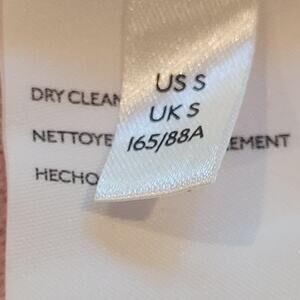 US S
UK S
165/88A
DRY CLEAN
NETTOYE EMENT
HECHO